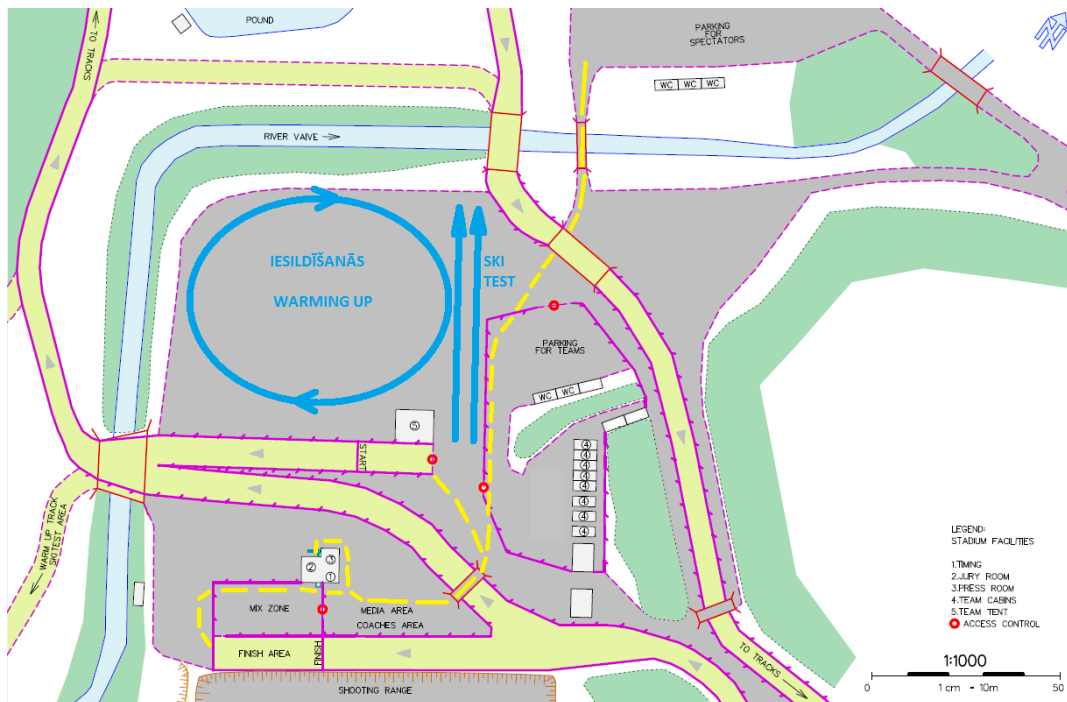 POUND
PARKING
FOR
SPECTATORS
TO TRACKS
WC WC WC
RIVER VAIVE →
IESILDĪŠANĀS
WARMING UP
SKI
TEST
PARKING
FOR TEAMS
WC WC
5
START
4
4
4
4
4
4
4
4
WARM UP TRACK
SKITEST AREA
2
3
1
MIX ZONE
MEDIA AREA
COACHES AREA
FINISH AREA
FINISH
SHOOTING RANGE
TO TRACKS
LEGEND:
STADIUM FACILITIES
1.TIMING
2.JURY ROOM
3.PRESS ROOM
4.TEAM CABINS
5.TEAM TENT
ACCESS CONTROL
1:1000
0 1 cm - 10m 50